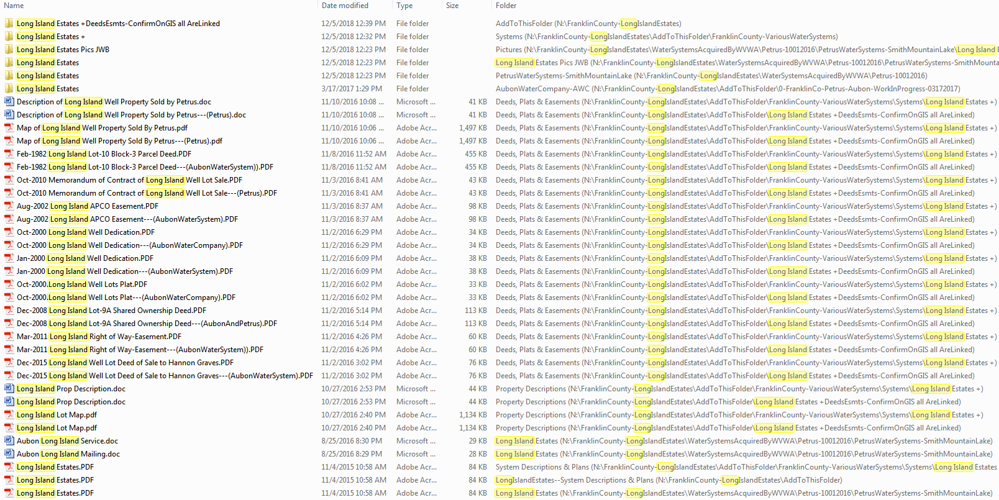 Name Date modified Type Size Folder
Long Island Estates +DeedsEsmts-ConfirmOnGIS all AreLinked 12/5/2018 12:39 PM File folder AddToThisFolder (N:\FranklinCounty-LongIslandEstates)
Long Island Estates + 12/5/2018 12:32 PM File folder Systems (N:\FranklinCounty-LongIslandEstates\AddToThisFolder\FranklinCounty-VariousWaterSystems)
Long Island Estates Pics JWB 12/5/2018 12:23 PM File folder Pictures (N:\FranklinCounty-LongIslandEstates\WaterSystemsAcquiredByWVWA\Petrus-10012016\PetrusWaterSystems-SmithMountainLake\Long Island E
Long Island Estates 12/5/2018 12:23 PM File folder Long Island Estates Pics JWB (N:\FranklinCounty-LongIslandEstates\WaterSystemsAcquiredByWVWA\Petrus-10012016\PetrusWaterSystems-SmithMounta
Long Island Estates 12/5/2018 12:23 PM File folder PetrusWaterSystems-SmithMountainLake (N:\FranklinCounty-LongIslandEstates\WaterSystemsAcquiredByWVWA\Petrus-10012016)
Long Island Estates 3/17/2017 1:29 PM File folder AubonWaterCompany-AWC (N:\FranklinCounty-LongIslandEstates\AddToThisFolder\0-FranklinCo-Petrus-Aubon-WorkInProgress-03172017)
Description of Long Island Well Property Sold by Petrus.doc 11/10/2016 10:08 ... Microsoft ... 41 KB Deeds, Plats & Easements (N:\FranklinCounty-LongIslandEstates\AddToThisFolder\FranklinCounty-VariousWaterSystems\Systems\Long Island Estates +)
Description of Long Island Well Property Sold by Petrus---(Petrus).doc 11/10/2016 10:08 ... Microsoft ... 41 KB Deeds, Plats & Easements (N:\FranklinCounty-LongIslandEstates\AddToThisFolder\Long Island Estates +DeedsEsmts-ConfirmOnGIS all AreLinked)
Map of Long Island Well Property Sold By Petrus.pdf 11/10/2016 10:06 ... Adobe Acr... 1,497 KB Deeds, Plats & Easements (N:\FranklinCounty-LongIslandEstates\AddToThisFolder\FranklinCounty-VariousWaterSystems\Systems\Long Island Estates +)
Map of Long Island Well Property Sold By Petrus---(Petrus).pdf 11/10/2016 10:06 ... Adobe Acr... 1,497 KB Deeds, Plats & Easements (N:\FranklinCounty-LongIslandEstates\AddToThisFolder\Long Island Estates +DeedsEsmts-ConfirmOnGIS all AreLinked)
Feb-1982 Long Island Lot-10 Block-3 Parcel Deed.PDF 11/8/2016 11:52 AM Adobe Acr... 455 KB Deeds, Plats & Easements (N:\FranklinCounty-LongIslandEstates\AddToThisFolder\FranklinCounty-VariousWaterSystems\Systems\Long Island Estates +)
Feb-1982 Long Island Lot-10 Block-3 Parcel Deed---(AubonWaterSystem)).PDF 11/8/2016 11:52 AM Adobe Acr... 455 KB Deeds, Plats & Easements (N:\FranklinCounty-LongIslandEstates\AddToThisFolder\Long Island Estates +DeedsEsmts-ConfirmOnGIS all AreLinked)
Oct-2010 Memorandum of Contract of Long Island Well Lot Sale.PDF 11/3/2016 8:41 AM Adobe Acr... 43 KB Deeds, Plats & Easements (N:\FranklinCounty-LongIslandEstates\AddToThisFolder\FranklinCounty-VariousWaterSystems\Systems\Long Island Estates +)
Oct-2010 Memorandum of Contract of Long Island Well Lot Sale---(Petrus).PDF 11/3/2016 8:41 AM Adobe Acr... 43 KB Deeds, Plats & Easements (N:\FranklinCounty-LongIslandEstates\AddToThisFolder\Long Island Estates +DeedsEsmts-ConfirmOnGIS all AreLinked)
Aug-2002 Long Island APCO Easement.PDF 11/3/2016 8:37 AM Adobe Acr... 98 KB Deeds, Plats & Easements (N:\FranklinCounty-LongIslandEstates\AddToThisFolder\FranklinCounty-VariousWaterSystems\Systems\Long Island Estates +)
Aug-2002 Long Island APCO Easement---(AubonWaterSystem).PDF 11/3/2016 8:37 AM Adobe Acr... 98 KB Deeds, Plats & Easements (N:\FranklinCounty-LongIslandEstates\AddToThisFolder\Long Island Estates +DeedsEsmts-ConfirmOnGIS all AreLinked)
Oct-2000 Long Island Well Dedication.PDF 11/2/2016 6:29 PM Adobe Acr... 34 KB Deeds, Plats & Easements (N:\FranklinCounty-LongIslandEstates\AddToThisFolder\FranklinCounty-VariousWaterSystems\Systems\Long Island Estates +)
Oct-2000 Long Island Well Dedication---(AubonWaterCompany).PDF 11/2/2016 6:29 PM Adobe Acr... 34 KB Deeds, Plats & Easements (N:\FranklinCounty-LongIslandEstates\AddToThisFolder\Long Island Estates +DeedsEsmts-ConfirmOnGIS all AreLinked)
Jan-2000 Long Island Well Dedication.PDF 11/2/2016 6:09 PM Adobe Acr... 38 KB Deeds, Plats & Easements (N:\FranklinCounty-LongIslandEstates\AddToThisFolder\FranklinCounty-VariousWaterSystems\Systems\Long Island Estates +)
Jan-2000 Long Island Well Dedication---(AubonWaterSystem).PDF 11/2/2016 6:09 PM Adobe Acr... 38 KB Deeds, Plats & Easements (N:\FranklinCounty-LongIslandEstates\AddToThisFolder\Long Island Estates +DeedsEsmts-ConfirmOnGIS all AreLinked)
Oct-2000.Long Island Well Lots Plat.PDF 11/2/2016 6:02 PM Adobe Acr... 33 KB Deeds, Plats & Easements (N:\FranklinCounty-LongIslandEstates\AddToThisFolder\FranklinCounty-VariousWaterSystems\Systems\Long Island Estates +)
Oct-2000.Long Island Well Lots Plat---(AubonWaterCompany).PDF 11/2/2016 6:02 PM Adobe Acr... 33 KB Deeds, Plats & Easements (N:\FranklinCounty-LongIslandEstates\AddToThisFolder\Long Island Estates +DeedsEsmts-ConfirmOnGIS all AreLinked)
Dec-2008 Long Island Lot-9A Shared Ownership Deed.PDF 11/2/2016 5:14 PM Adobe Acr... 113 KB Deeds, Plats & Easements (N:\FranklinCounty-LongIslandEstates\AddToThisFolder\FranklinCounty-VariousWaterSystems\Systems\Long Island Estates +)
Dec-2008 Long Island Lot-9A Shared Ownership Deed---(AubonAndPetrus).PDF 11/2/2016 5:14 PM Adobe Acr... 113 KB Deeds, Plats & Easements (N:\FranklinCounty-LongIslandEstates\AddToThisFolder\Long Island Estates +DeedsEsmts-ConfirmOnGIS all AreLinked)
Mar-2011 Long Island Right of Way-Easement.PDF 11/2/2016 4:26 PM Adobe Acr... 60 KB Deeds, Plats & Easements (N:\FranklinCounty-LongIslandEstates\AddToThisFolder\FranklinCounty-VariousWaterSystems\Systems\Long Island Estates +)
Mar-2011 Long Island Right of Way-Easement---(AubonWaterSystem)).PDF 11/2/2016 4:26 PM Adobe Acr... 60 KB Deeds, Plats & Easements (N:\FranklinCounty-LongIslandEstates\AddToThisFolder\Long Island Estates +DeedsEsmts-ConfirmOnGIS all AreLinked)
Dec-2015 Long Island Well Lot Deed of Sale to Hannon Graves.PDF 11/2/2016 3:02 PM Adobe Acr... 76 KB Deeds, Plats & Easements (N:\FranklinCounty-LongIslandEstates\AddToThisFolder\FranklinCounty-VariousWaterSystems\Systems\Long Island Estates +)
Dec-2015 Long Island Well Lot Deed of Sale to Hannon Graves---(AubonWaterSystem).PDF 11/2/2016 3:02 PM Adobe Acr... 76 KB Deeds, Plats & Easements (N:\FranklinCounty-LongIslandEstates\AddToThisFolder\Long Island Estates +DeedsEsmts-ConfirmOnGIS all AreLinked)
Long Island Prop Description.doc 10/27/2016 2:53 PM Microsoft ... 44 KB Property Descriptions (N:\FranklinCounty-LongIslandEstates\AddToThisFolder\FranklinCounty-VariousWaterSystems\Systems\Long Island Estates +)
Long Island Prop Description.doc 10/27/2016 2:53 PM Microsoft ... 44 KB Property Descriptions (N:\FranklinCounty-LongIslandEstates\AddToThisFolder\Long Island Estates +DeedsEsmts-ConfirmOnGIS all AreLinked)
Long Island Lot Map.pdf 10/27/2016 2:40 PM Adobe Acr... 1,134 KB Property Descriptions (N:\FranklinCounty-LongIslandEstates\AddToThisFolder\FranklinCounty-VariousWaterSystems\Systems\Long Island Estates +)
Long Island Lot Map.pdf 10/27/2016 2:40 PM Adobe Acr... 1,134 KB Property Descriptions (N:\FranklinCounty-LongIslandEstates\AddToThisFolder\Long Island Estates +DeedsEsmts-ConfirmOnGIS all AreLinked)
Aubon Long Island Service.doc 8/25/2016 8:30 PM Microsoft ... 29 KB Long Island Estates (N:\FranklinCounty-LongIslandEstates\WaterSystemsAcquiredByWVWA\Petrus-10012016\PetrusWaterSystems-SmithMountainLake)
Aubon Long Island Mailing.doc 8/25/2016 8:29 PM Microsoft ... 28 KB Long Island Estates (N:\FranklinCounty-LongIslandEstates\WaterSystemsAcquiredByWVWA\Petrus-10012016\PetrusWaterSystems-SmithMountainLake)
Long Island Estates.PDF 11/4/2015 10:58 AM Adobe Acr... 84 KB System Descriptions & Plans (N:\FranklinCounty-LongIslandEstates\AddToThisFolder\FranklinCounty-VariousWaterSystems\Systems\Long Island Estates
Long Island Estates.PDF 11/4/2015 10:58 AM Adobe Acr... 84 KB LongIslandEstates--System Descriptions & Plans (N:\FranklinCounty-LongIslandEstates\AddToThisFolder)
Long Island Estates.PDF 11/4/2015 10:58 AM Adobe Acr... 84 KB Long Island Estates (N:\FranklinCounty-LongIslandEstates\WaterSystemsAcquiredByWVWA\Petrus-10012016\PetrusWaterSystems-SmithMountainLake)